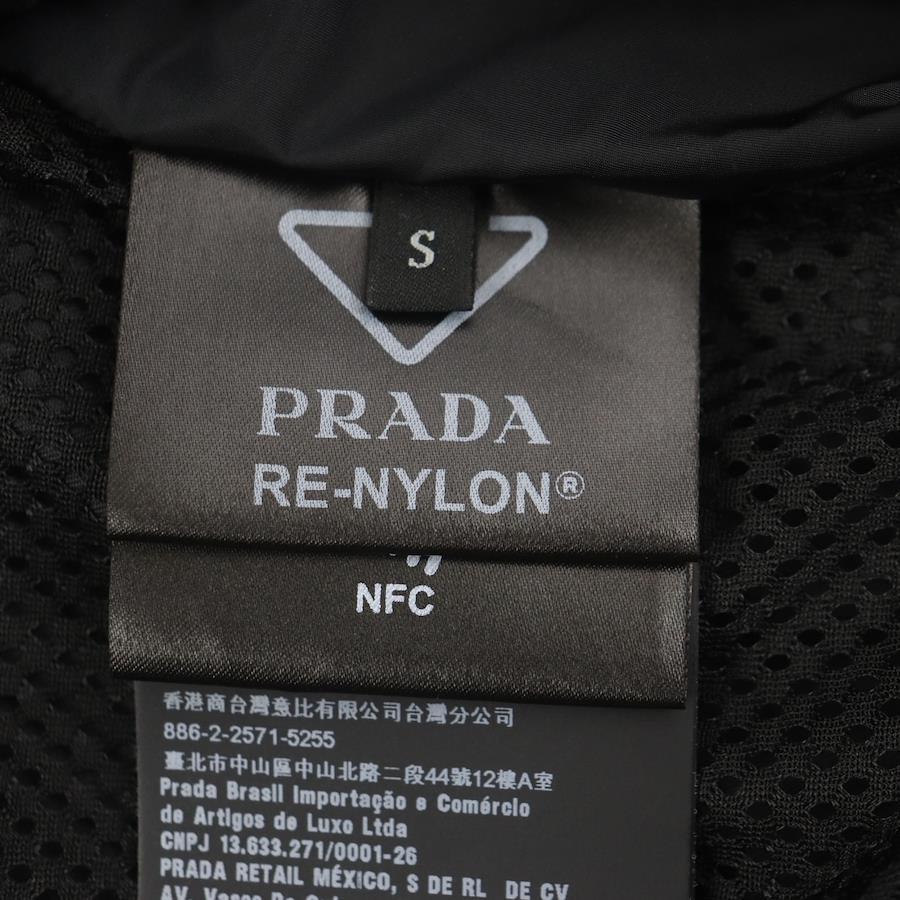 S
PRADA
RE-NYLON®
NFC
香港商台灣意比有限公司台灣分公司
886-2-2571-5255
臺北市中山區中山北路二段44號12樓A室
Prada Brasil Importação e Comércio
de Artigos de Luxo Ltda
CNPJ 13.633.271/0001-26
PRADA RETAIL MÉXICO, S DE RL DE CV
AV. Vasco De